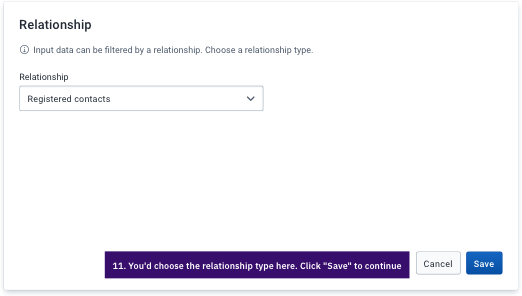 Relationship
Input data can be filtered by a relationship. Choose a relationship type.
Relationship
Registered contacts
11. You'd choose the relationship type here. Click "Save" to continue
Cancel
Save